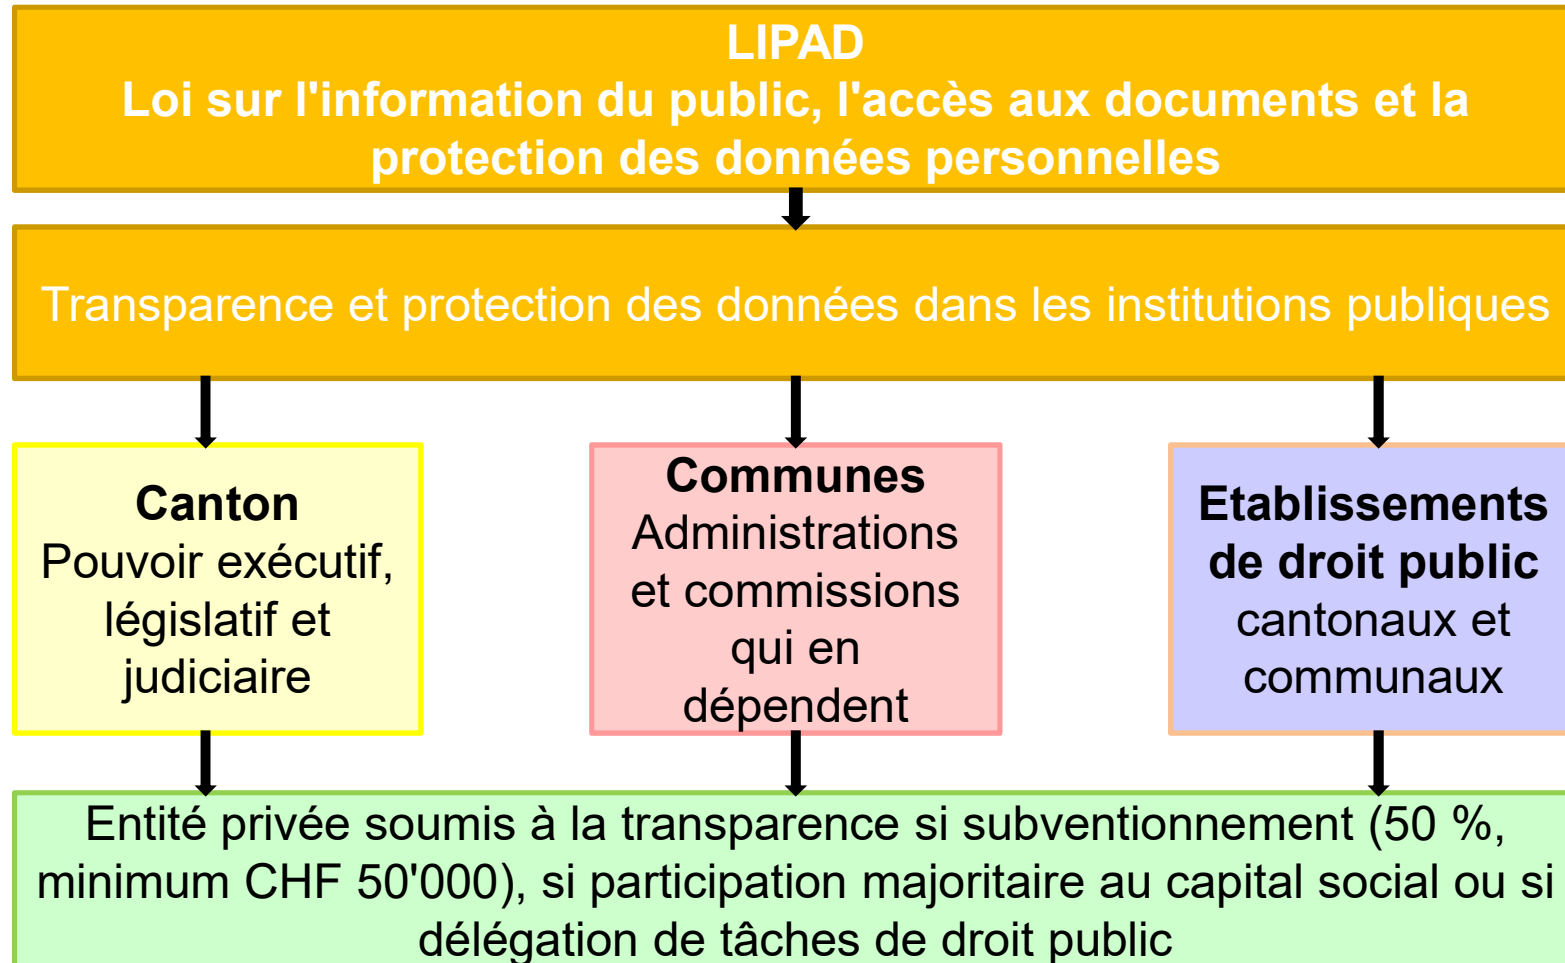 LIPAD
Loi sur l'information du public, l'accès aux documents et la
protection des données personnelles
Transparence et protection des données dans les institutions publiques
Canton
Pouvoir exécutif,
législatif et
judiciaire
Communes
Administrations
et commissions
qui en
dépendent
Etablissements
de droit public
cantonaux et
communaux
Entité privée soumis à la transparence si subventionnement (50 %,
minimum CHF 50'000), si participation majoritaire au capital social ou si
délégation de tâches de droit public